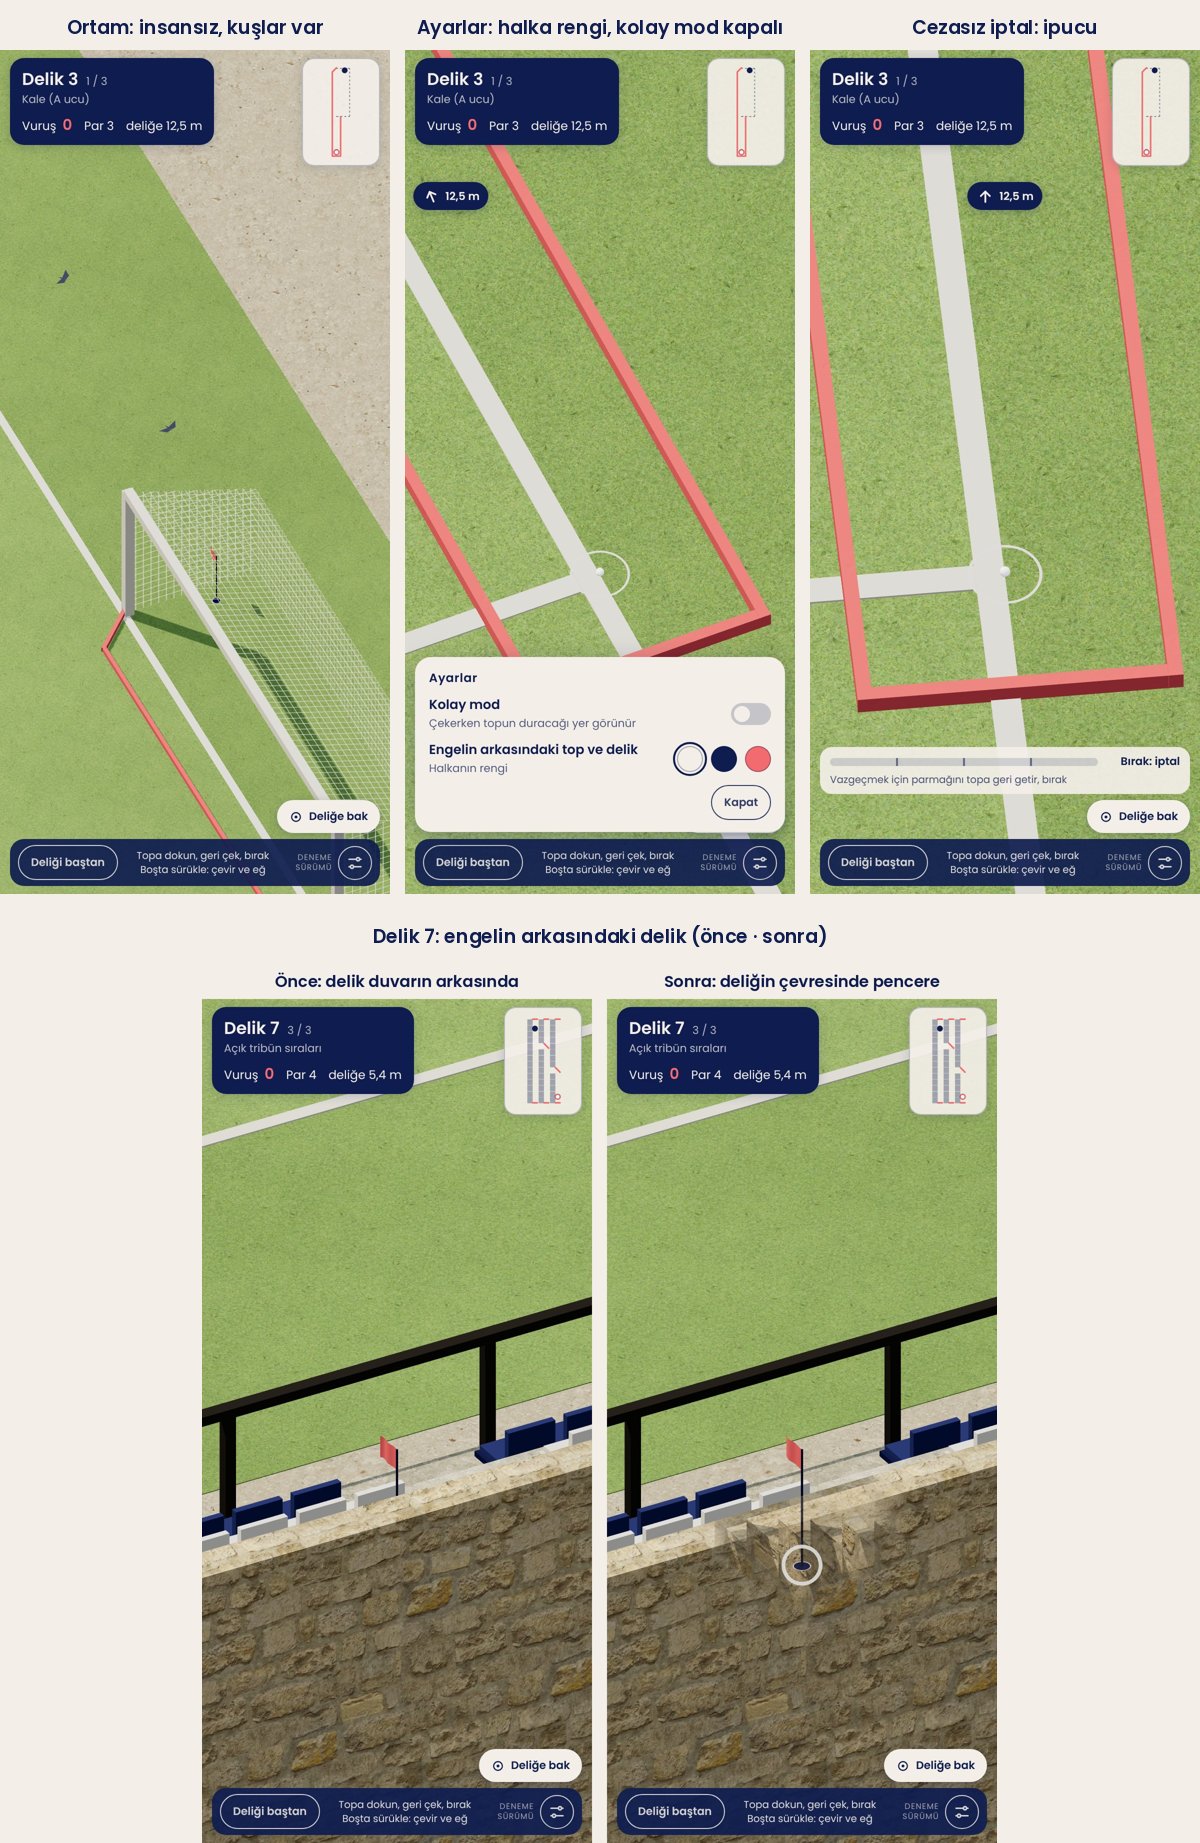 Ortam: insansız, kuşlar var
Delik 3 1 / 3
Kale (A ucu)
Vuruş 0 Par 3 deliğe 12,5 m
Deliğe bak
Deliği baştan
Topa dokun, geri çek, bırak
Boşta sürükle: çevir ve eğ
DENEME
SÜRÜMÜ
Ayarlar: halka rengi, kolay mod kapalı
Delik 3 1 / 3
Kale (A ucu)
Vuruş 0 Par 3 deliğe 12,5 m
12,5 m
Ayarlar
Kolay mod
Çekerken topun duracağı yer görünür
Engelin arkasındaki top ve delik
Halkanın rengi
Kapat
Deliği baştan
Topa dokun, geri çek, bırak
Boşta sürükle: çevir ve eğ
DENEME
SÜRÜMÜ
Cezasız iptal: ipucu
Delik 3 1 / 3
Kale (A ucu)
Vuruş 0 Par 3 deliğe 12,5 m
12,5 m
Bırak: iptal
Vazgeçmek için parmağını topa geri getir, bırak
Deliğe bak
Deliği baştan
Topa dokun, geri çek, bırak
Boşta sürükle: çevir ve eğ
DENEME
SÜRÜMÜ
Delik 7: engelin arkasındaki delik (önce · sonra)
Önce: delik duvarın arkasında
Delik 7 3 / 3
Açık tribün sıraları
Vuruş 0 Par 4 deliğe 5,4 m
Deliğe bak
Deliği baştan
Topa dokun, geri çek, bırak
Boşta sürükle: çevir ve eğ
DENEME
SÜRÜMÜ
Sonra: deliğin çevresinde pencere
Delik 7 3 / 3
Açık tribün sıraları
Vuruş 0 Par 4 deliğe 5,4 m
Deliğe bak
Deliği baştan
Topa dokun, geri çek, bırak
Boşta sürükle: çevir ve eğ
DENEME
SÜRÜMÜ